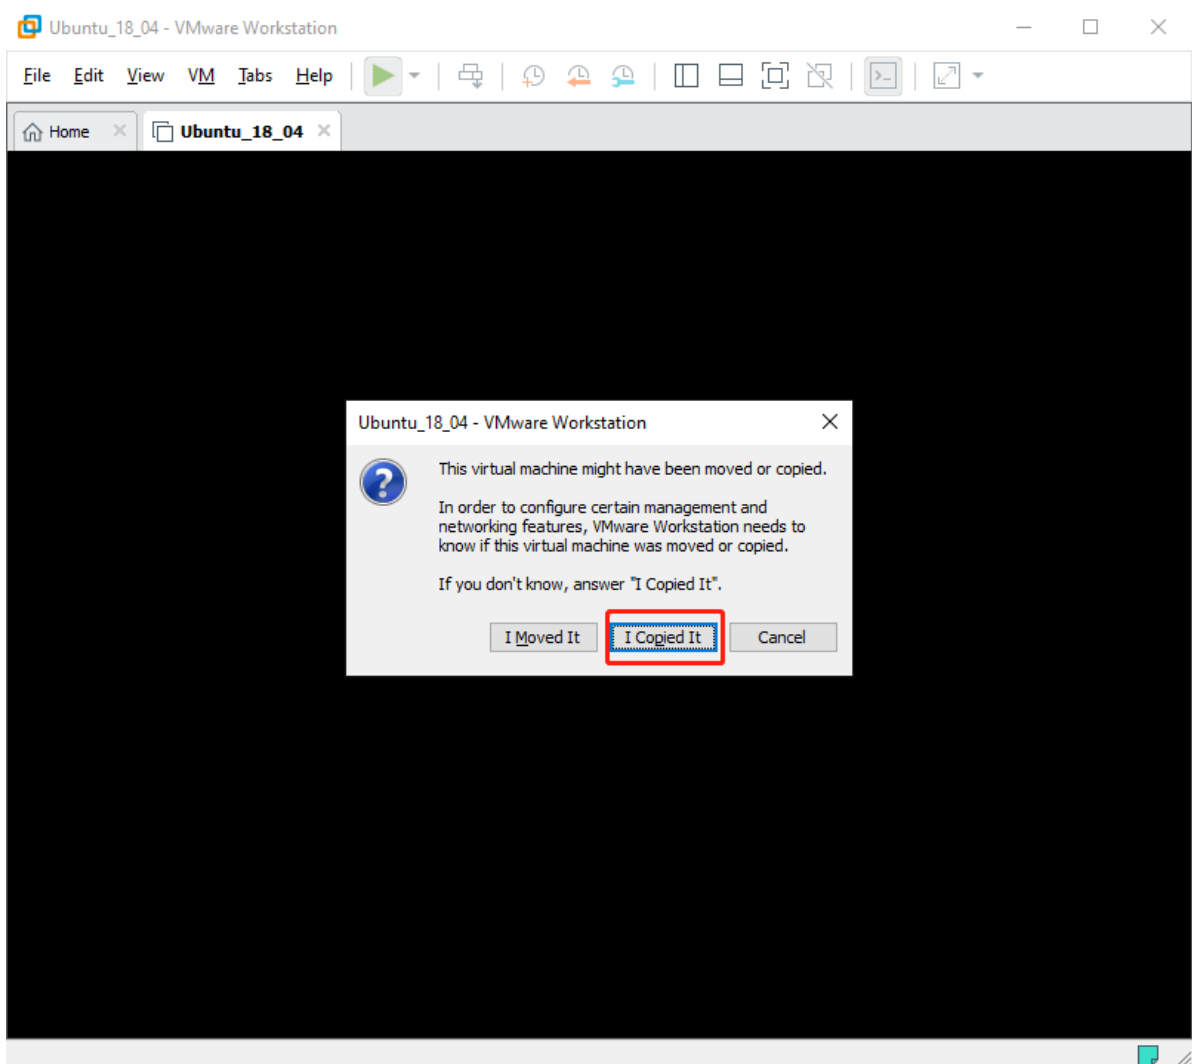 Ubuntu_18_04 - VMware Workstation
File Edit View VM Tabs Help
Home Ubuntu_18_04
Ubuntu_18_04 - VMware Workstation
This virtual machine might have been moved or copied.
In order to configure certain management and
networking features, VMware Workstation needs to
know if this virtual machine was moved or copied.
If you don't know, answer "I Copied It".
I Moved It I Copied It Cancel